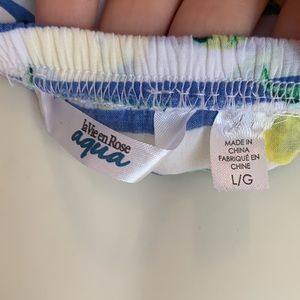 la Vie en Rose
aqua
MADE IN
CHINA
FABRIQUÉ EN
CHINE
L/G